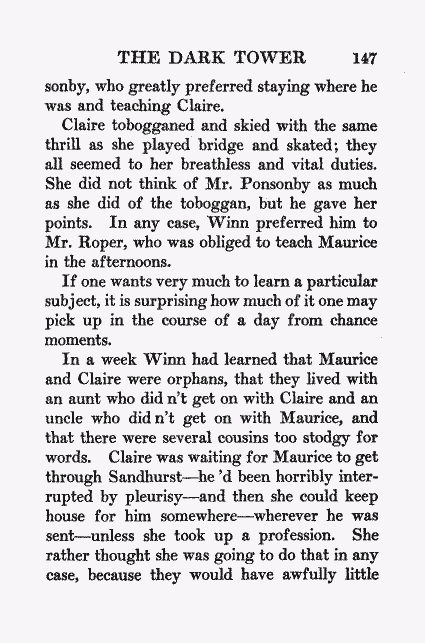 THE DARK TOWER 147
sonby, who greatly preferred staying where he
was and teaching Claire.
Claire tobogganed and skied with the same
thrill as she played bridge and skated; they
all seemed to her breathless and vital duties.
She did not think of Mr. Ponsonby as much
as she did of the toboggan, but he gave her
points. In any case, Winn preferred him to
Mr. Roper, who was obliged to teach Maurice
in the afternoons.
If one wants very much to learn a particular
subject, it is surprising how much of it one may
pick up in the course of a day from chance
moments.
In a week Winn had learned that Maurice
and Claire were orphans, that they lived with
an aunt who did n't get on with Claire and an
uncle who did n't get on with Maurice, and
that there were several cousins too stodgy for
words. Claire was waiting for Maurice to get
through Sandhurst—he 'd been horribly inter-
rupted by pleurisy—and then she could keep
house for him somewhere—wherever he was
sent—unless she took up a profession. She
rather thought she was going to do that in any
case, because they would have awfully little